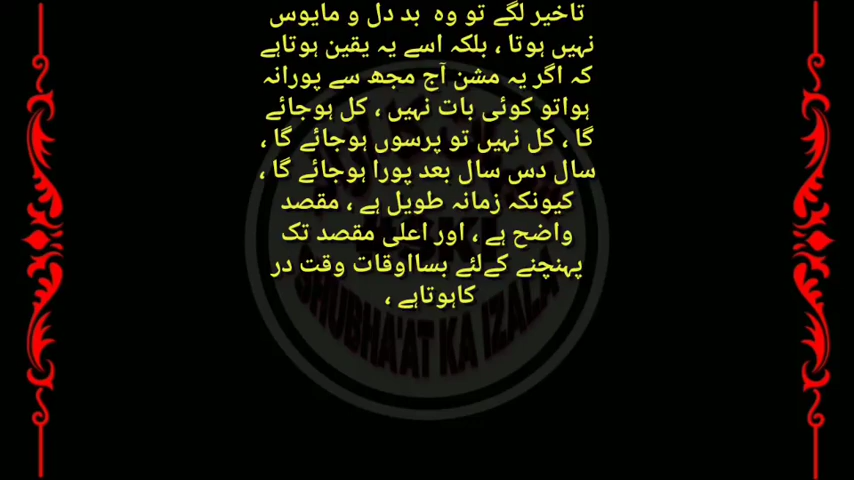 تاخیر لگے تو وہ بد دل و مایوس
نہیں ہوتا ، بلکہ اسے یہ یقین ہوتاہے
کہ اگر یہ مشن آج مجھ سے پورانہ
ہواتو کوئی بات نہیں ، کل ہوجائے
گا ، کل نہیں تو پرسوں ہوجائے گا ،
سال دس سال بعد پورا ہوجائے گا ،
کیونکہ زمانہ طویل ہے ، مقصد
واضح ہے ، اور اعلی مقصد تک
پہنچنے کےلئے بسااوقات وقت در
کاہوتاہے ،
SHUBHA'AT KA IZALA